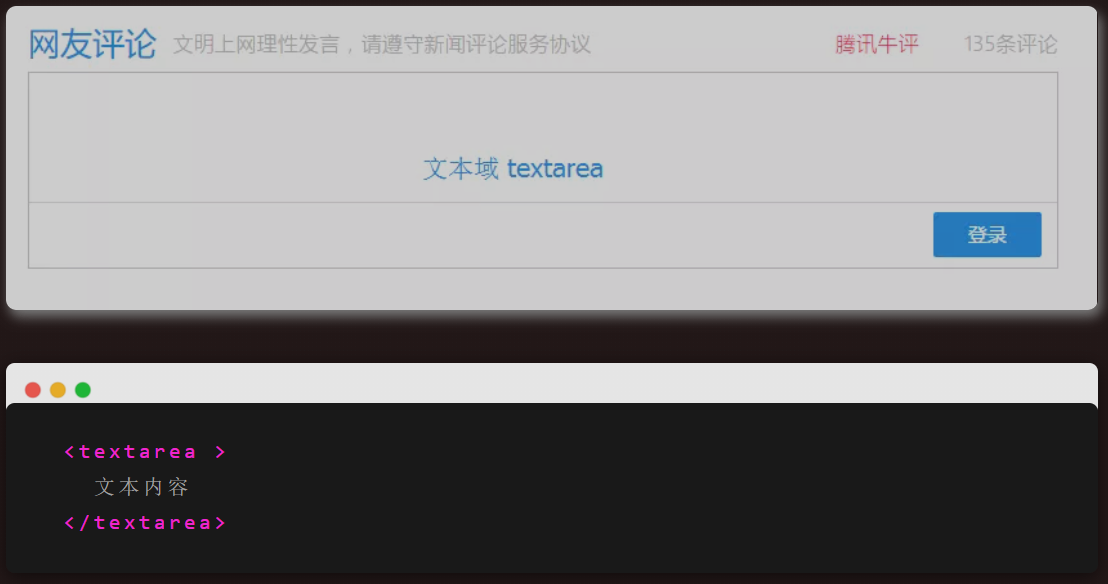 网友评论 文明上网理性发言，请遵守新闻评论服务协议 腾讯牛评 135条评论
文本域 textarea
登录
<textarea >
文本内容
</textarea>